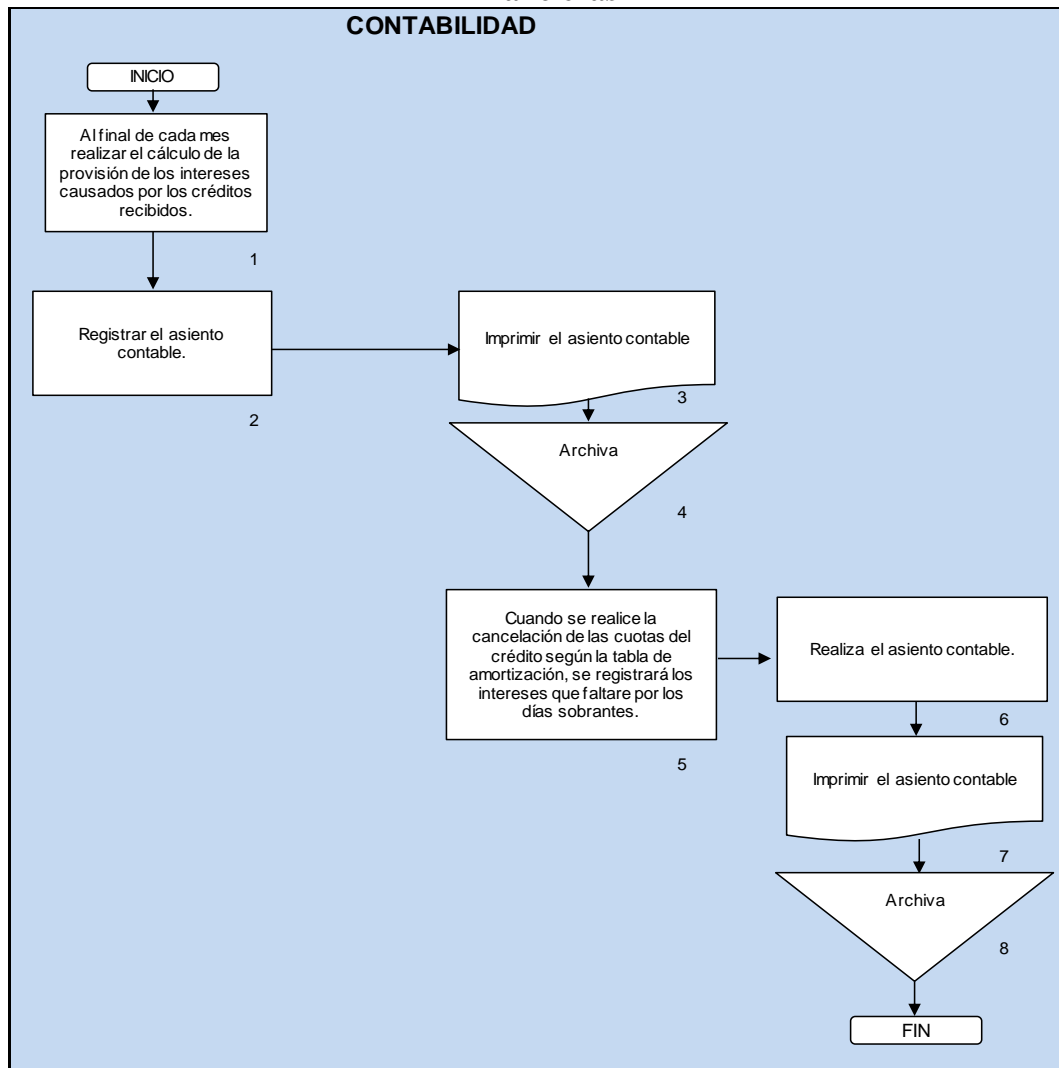 CONTABILIDAD
INICIO
Al final de cada mes
realizar el cálculo de la
provisión de los intereses
causados por los créditos
recibidos.
1
Registrar el asiento
contable.
2
Imprimir el asiento contable
3
Archiva
4
Cuando se realice la
cancelación de las cuotas del
crédito según la tabla de
amortización, se registrará los
intereses que faltare por los
días sobrantes.
5
Realiza el asiento contable.
6
Imprimir el asiento contable
7
Archiva
8
FIN